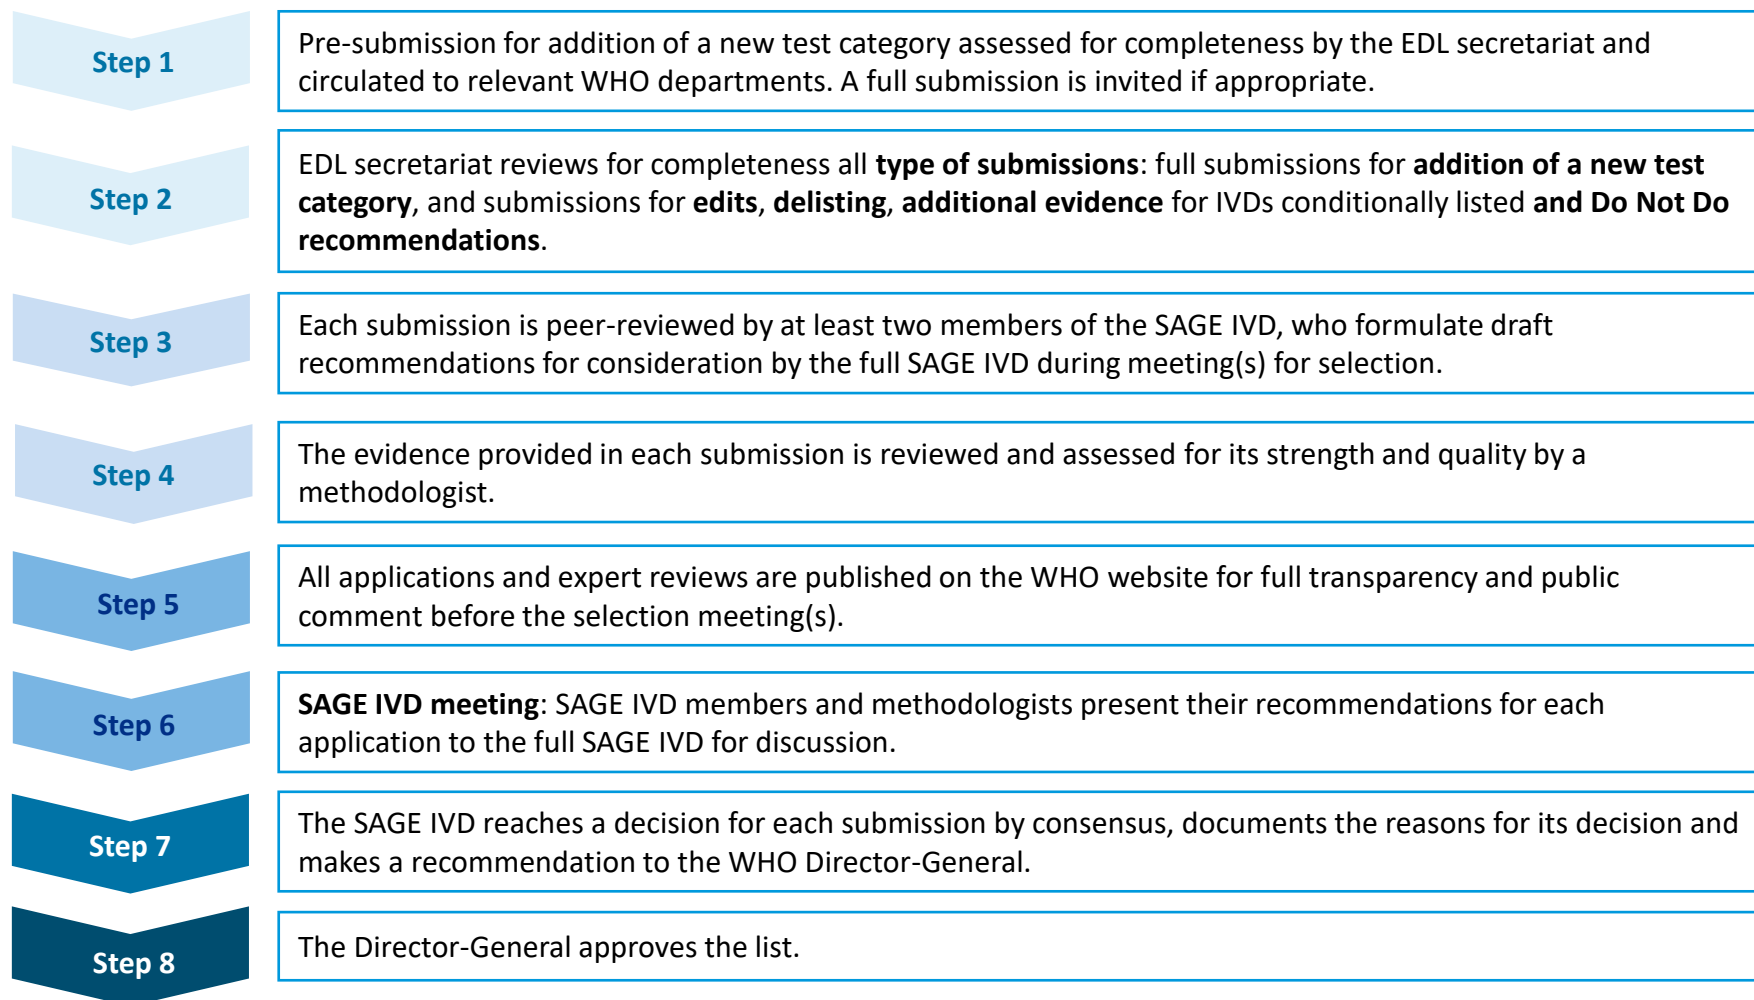 Step 1
Pre-submission for addition of a new test category assessed for completeness by the EDL secretariat and
circulated to relevant WHO departments. A full submission is invited if appropriate.
Step 2
EDL secretariat reviews for completeness all type of submissions: full submissions for addition of a new test
category, and submissions for edits, delisting, additional evidence for IVDs conditionally listed and Do Not Do
recommendations.
Step 3
Each submission is peer-reviewed by at least two members of the SAGE IVD, who formulate draft
recommendations for consideration by the full SAGE IVD during meeting(s) for selection.
Step 4
The evidence provided in each submission is reviewed and assessed for its strength and quality by a
methodologist.
Step 5
All applications and expert reviews are published on the WHO website for full transparency and public
comment before the selection meeting(s).
Step 6
SAGE IVD meeting: SAGE IVD members and methodologists present their recommendations for each
application to the full SAGE IVD for discussion.
Step 7
The SAGE IVD reaches a decision for each submission by consensus, documents the reasons for its decision and
makes a recommendation to the WHO Director-General.
Step 8
The Director-General approves the list.